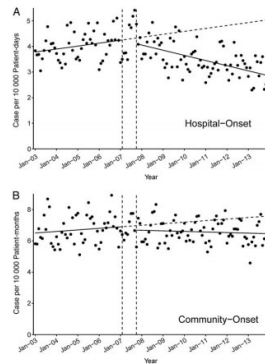 A
Case per 10 000 Patient-days
5
4
3
2
1
0
Hospital-Onset
Jan-03
Jan-04
Jan-05
Jan-06
Jan-07
Jan-08
Jan-09
Jan-10
Jan-11
Jan-12
Jan-13
Year
B
Case per 10 000 Patient-months
8
6
4
2
0
Community-Onset
Jan-03
Jan-04
Jan-05
Jan-06
Jan-07
Jan-08
Jan-09
Jan-10
Jan-11
Jan-12
Jan-13
Year